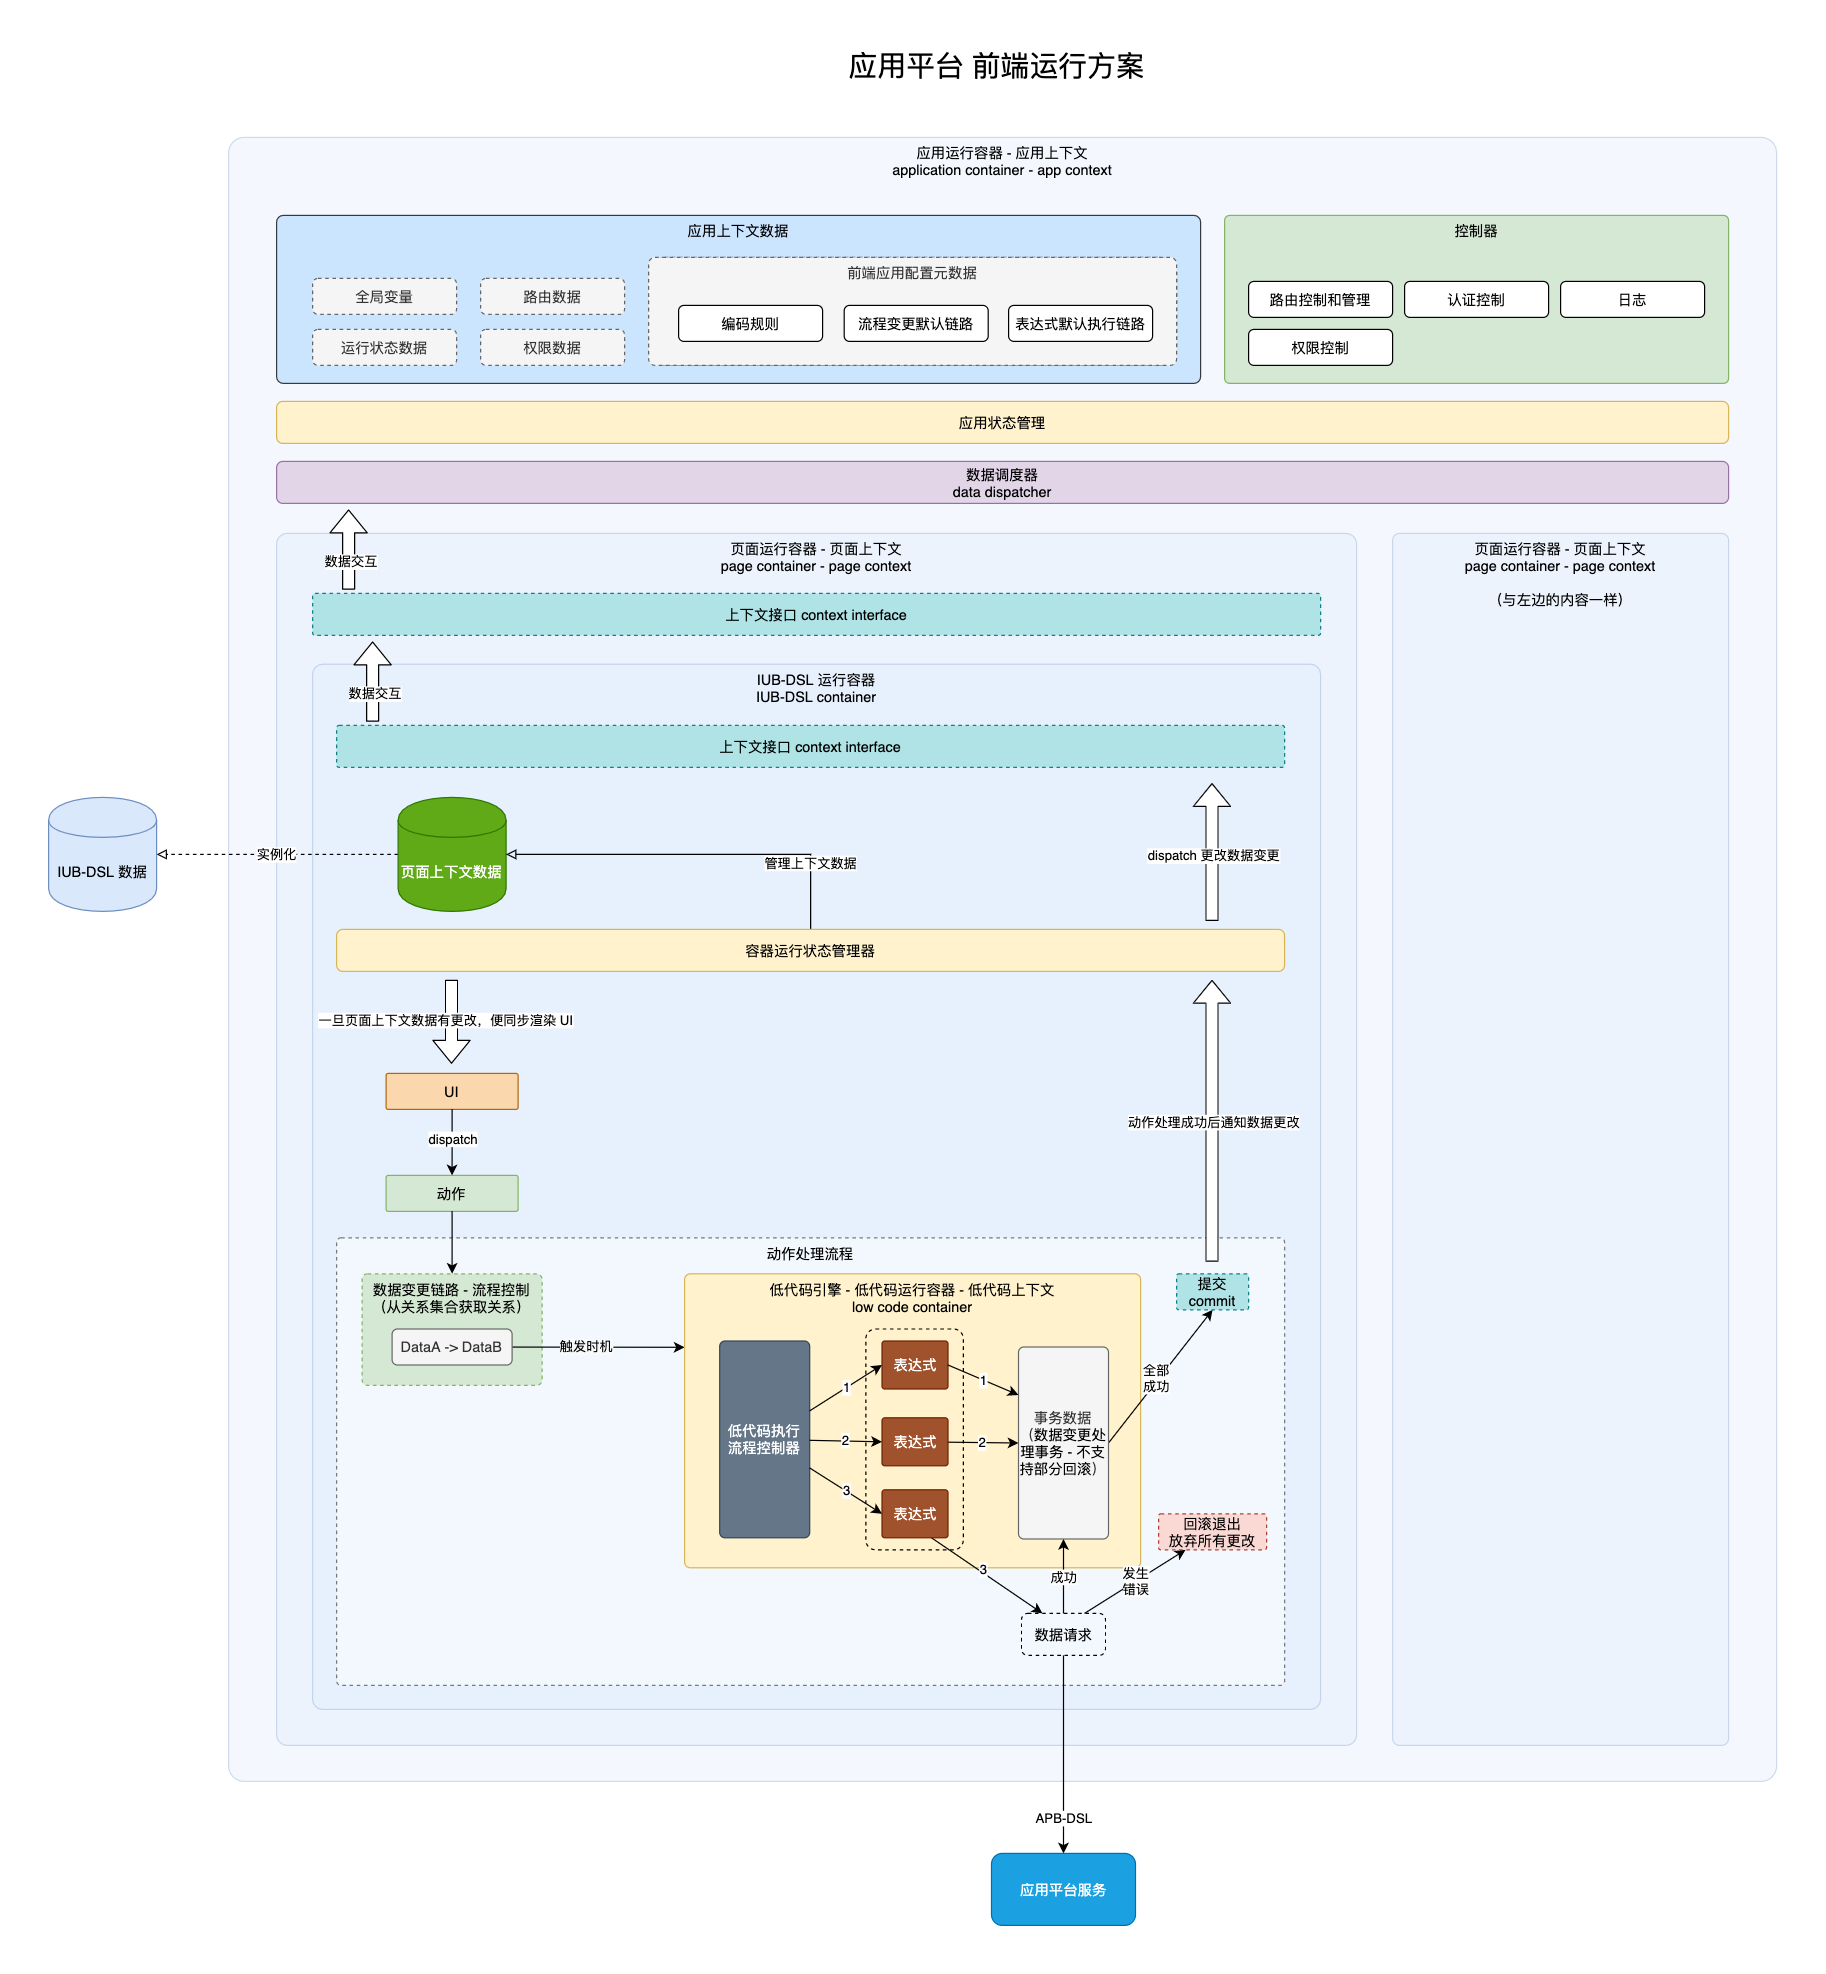 应用平台 前端运行方案
应用运行容器 - 应用上下文
application container - app context
应用上下文数据
全局变量
路由数据
运行状态数据
权限数据
前端应用配置元数据
编码规则
流程变更默认链路
表达式默认执行链路
控制器
路由控制和管理
认证控制
日志
权限控制
应用状态管理
数据调度器
data dispatcher
数据交互
页面运行容器 - 页面上下文
page container - page context
上下文接口 context interface
页面运行容器 - 页面上下文
page container - page context
（与左边的内容一样）
数据交互
IUB-DSL 运行容器
IUB-DSL container
上下文接口 context interface
IUB-DSL 数据
实例化
页面上下文数据
管理上下文数据
dispatch 更改数据变更
容器运行状态管理器
一旦页面上下文数据有更改，便同步渲染 UI
UI
dispatch
动作
动作处理成功后通知数据更改
动作处理流程
数据变更链路 - 流程控制
（从关系集合获取关系）
DataA -> DataB
触发时机
低代码引擎 - 低代码运行容器 - 低代码上下文
low code container
低代码执行
流程控制器
1
2
3
表达式
表达式
表达式
1
2
3
事务数据
（数据变更处
理事务 - 不支
持部分回滚）
全部
成功
提交
commit
回滚退出
放弃所有更改
成功
发生
错误
数据请求
APB-DSL
应用平台服务